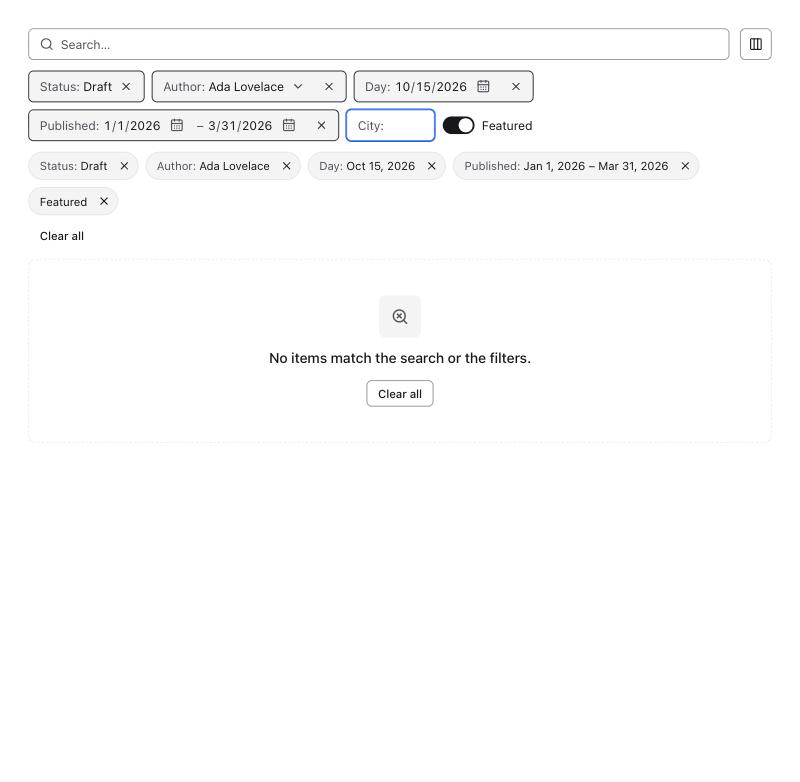 Search...
Status: Draft Author: Ada Lovelace Day: 10/15/2026
Published: 1/1/2026 – 3/31/2026 City: Featured
Status: Draft Author: Ada Lovelace Day: Oct 15, 2026 Published: Jan 1, 2026 – Mar 31, 2026
Featured
Clear all
No items match the search or the filters.
Clear all